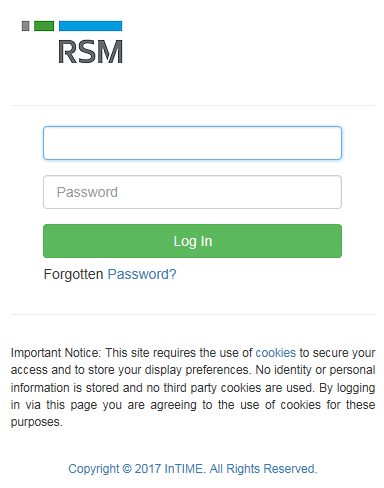 RSM
Password
Log In
Forgotten Password?
Important Notice: This site requires the use of cookies to secure your
access and to store your display preferences. No identity or personal
information is stored and no third party cookies are used. By logging
in via this page you are agreeing to the use of cookies for these
purposes.
Copyright © 2017 InTIME. All Rights Reserved.